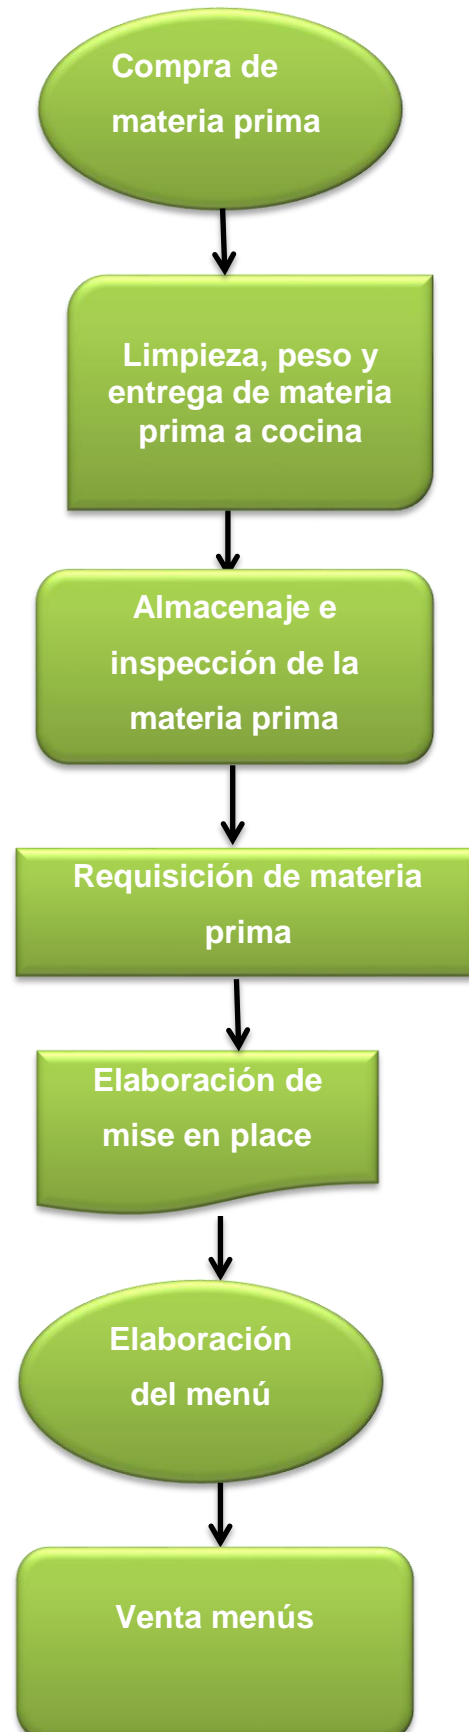 Compra de
materia prima
Limpieza, peso y
entrega de materia
prima a cocina
Almacenaje e
inspección de la
materia prima
Requisición de materia
prima
Elaboración de
mise en place
Elaboración
del menú
Venta menús